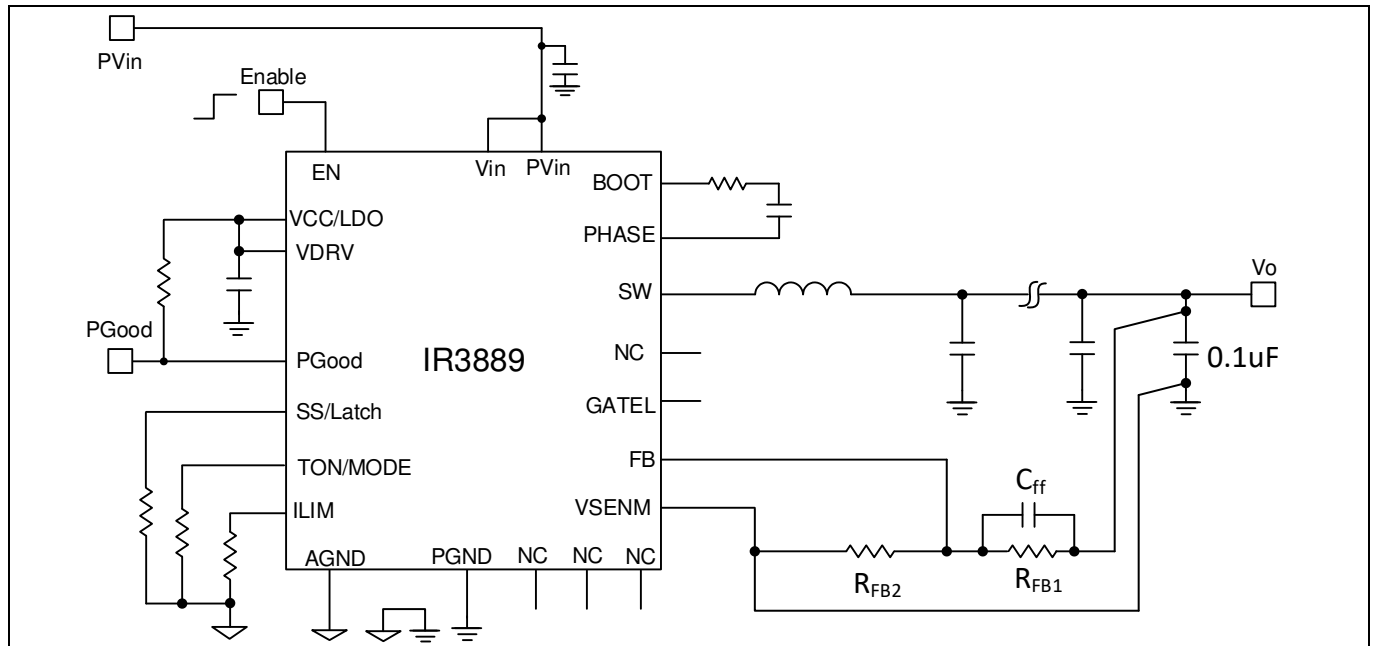 PVin
Enable
EN
Vin
PVin
BOOT
VCC/LDO
PHASE
VDRV
SW
Vo
PGood
PGood
IR3889
NC
0.1uF
SS/Latch
GATEL
TON/MODE
FB
Cff
ILIM
VSENM
AGND
PGND
NC
NC
NC
RFB2
RFB1